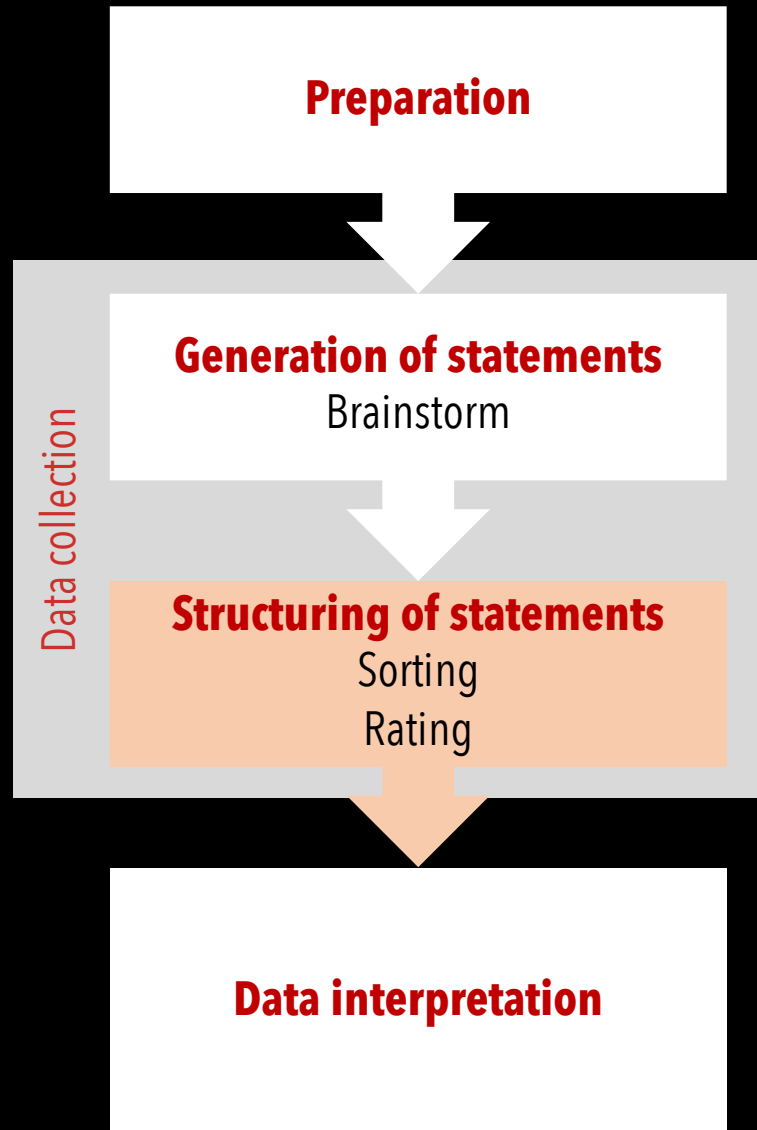 Preparation
Data collection
Generation of statements
Brainstorm
Structuring of statements
Sorting
Rating
Data interpretation